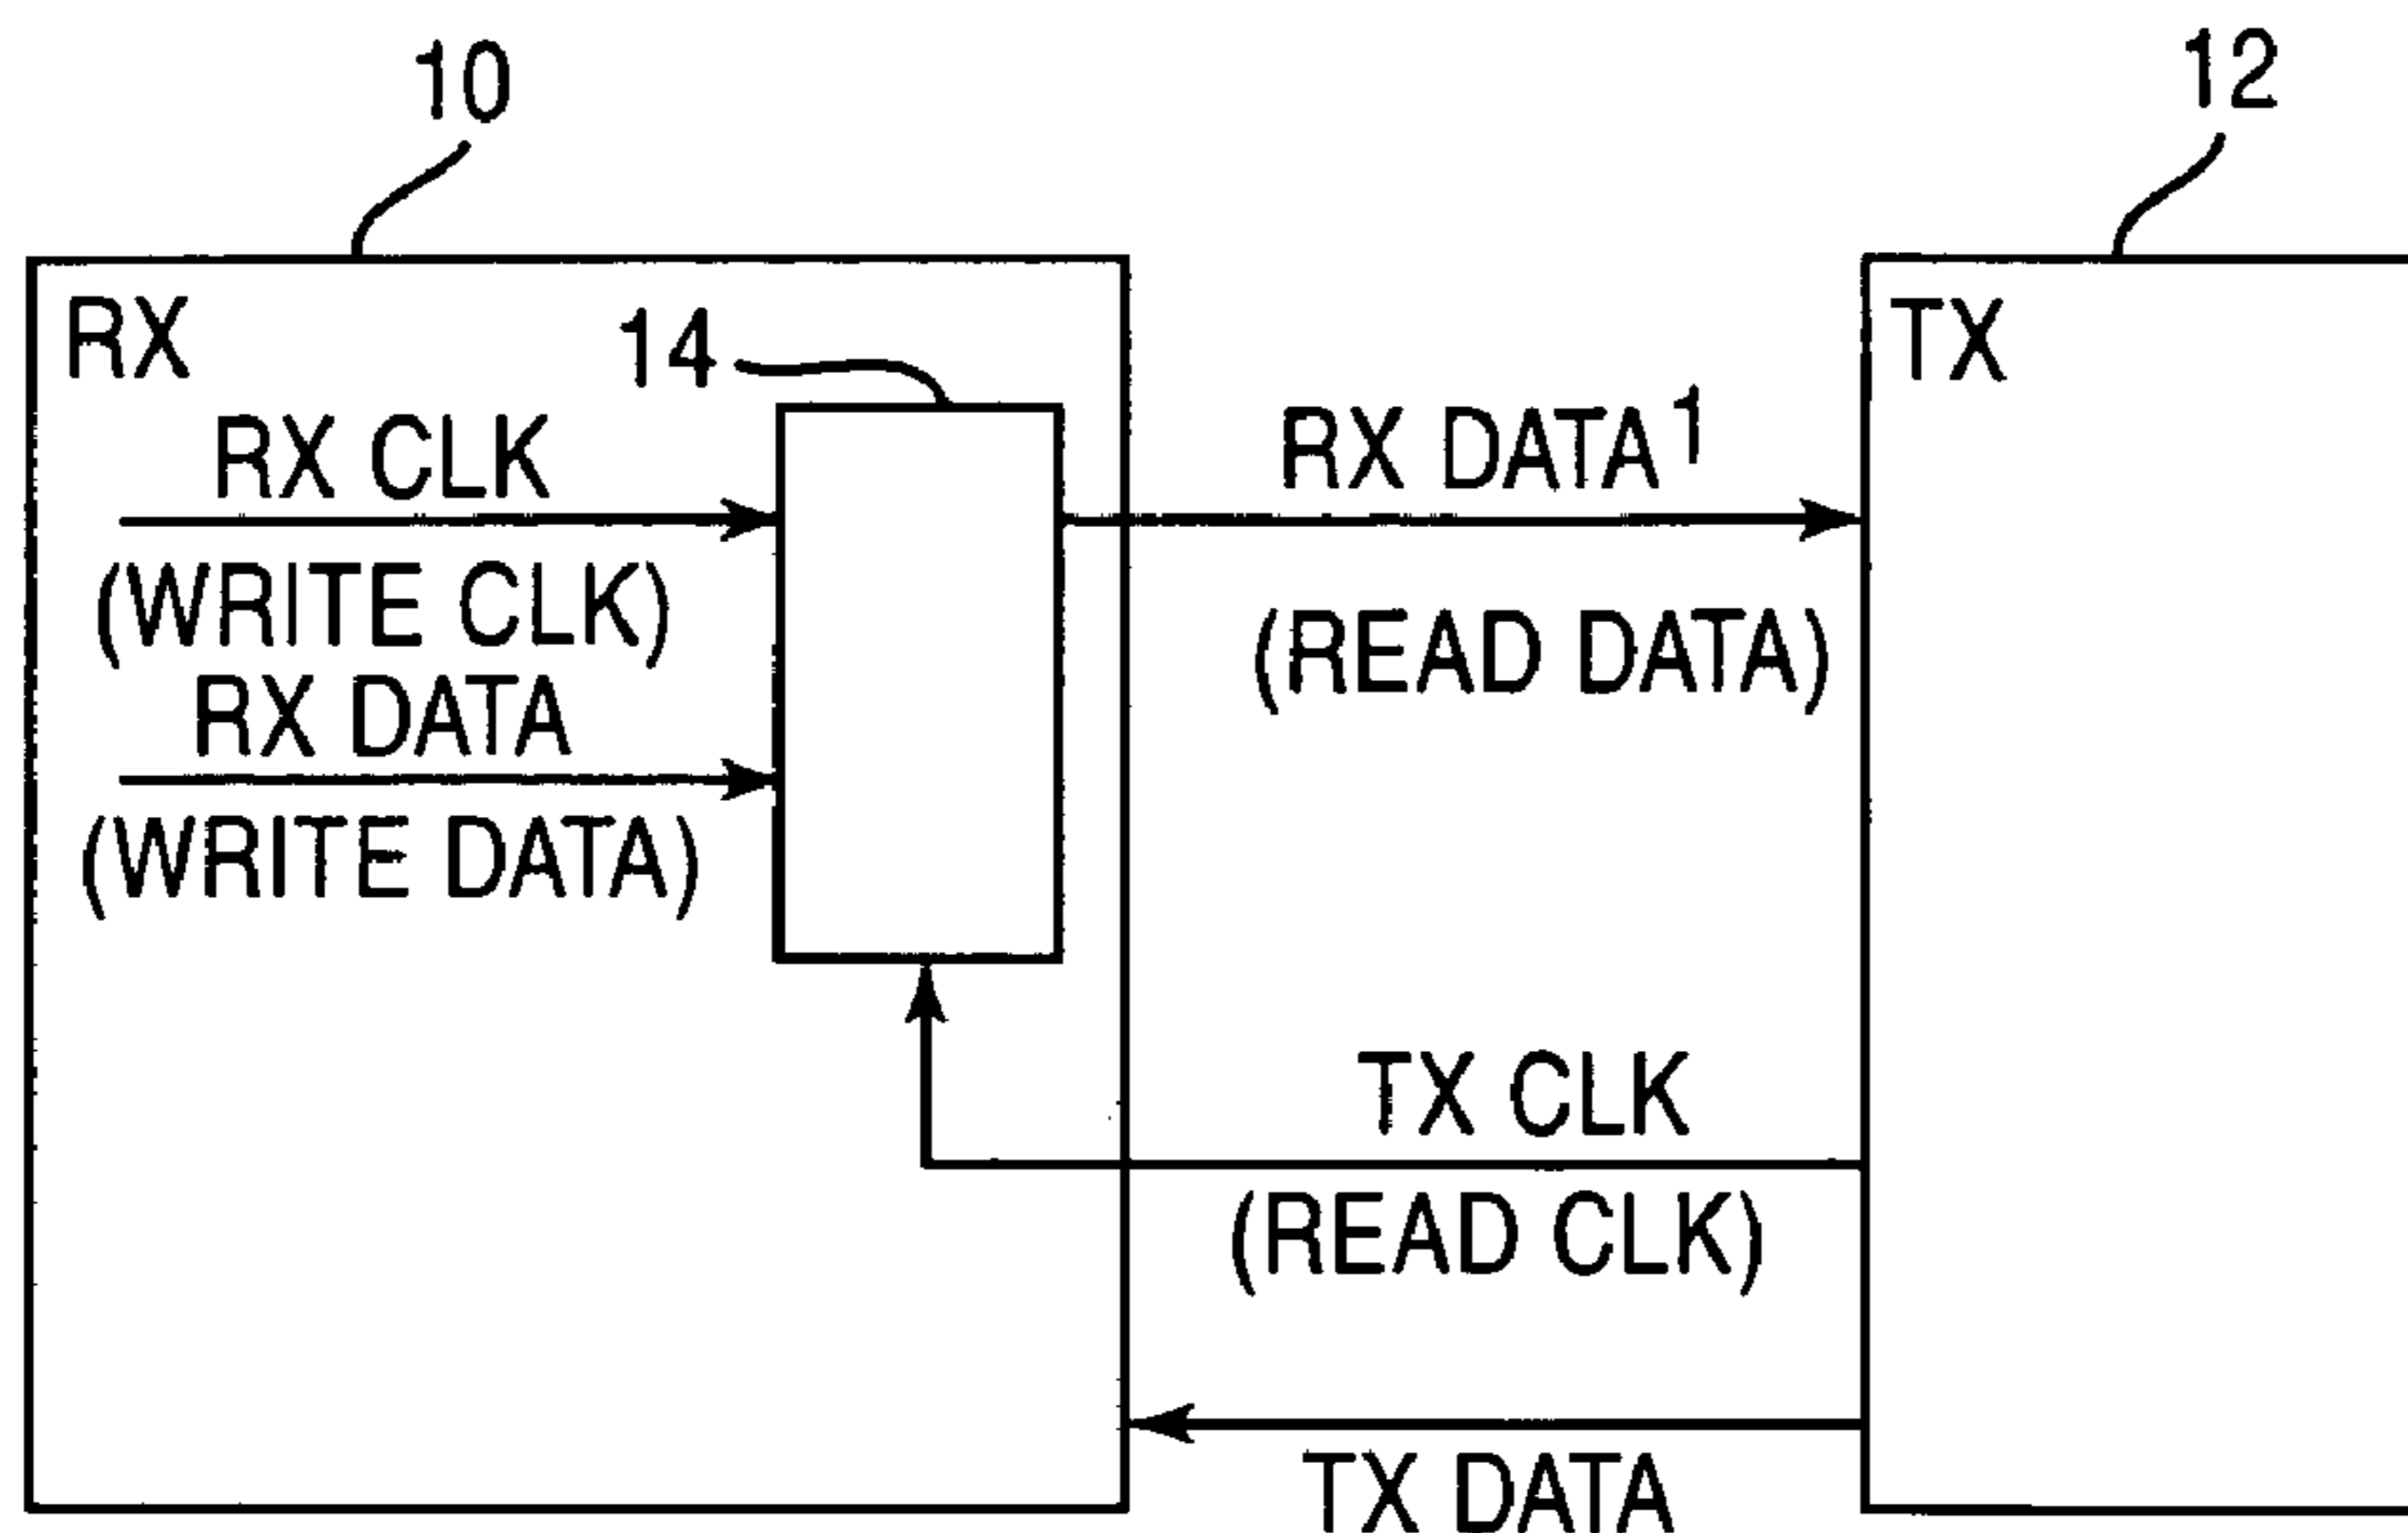 10
12
RX
TX
14
RX CLK
(WRITE CLK)
RX DATA
(WRITE DATA)
RX DATA¹
(READ DATA)
TX CLK
(READ CLK)
TX DATA